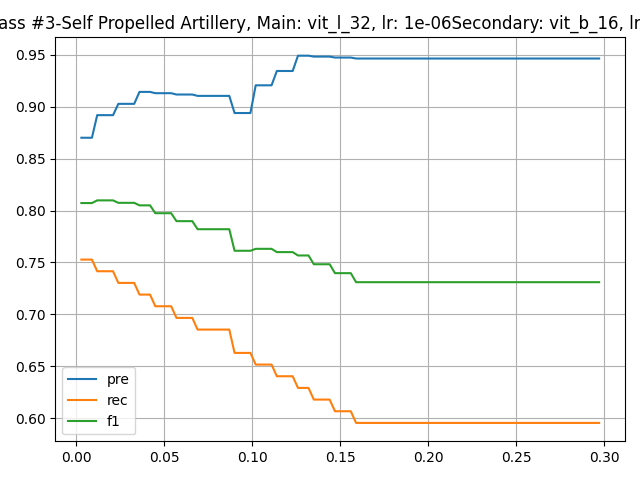 ass #3-Self Propelled Artillery, Main: vit_l_32, lr: 1e-06Secondary: vit_b_16, lr
0.95
0.90
0.85
0.80
0.75
0.70
0.65
0.60
pre
rec
f1
0.00 0.05 0.10 0.15 0.20 0.25 0.30